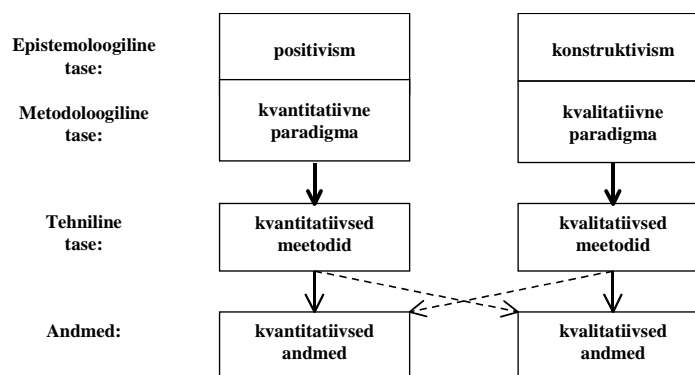 Epistemoloogiline
tase:
positivism
konstruktivism
Metodoloogiline
tase:
kvantitatiivne
paradigma
kvalitatiivne
paradigma
Tehniline
tase:
kvantitatiivsed
meetodid
kvalitatiivsed
meetodid
Andmed:
kvantitatiivsed
andmed
kvalitatiivsed
andmed